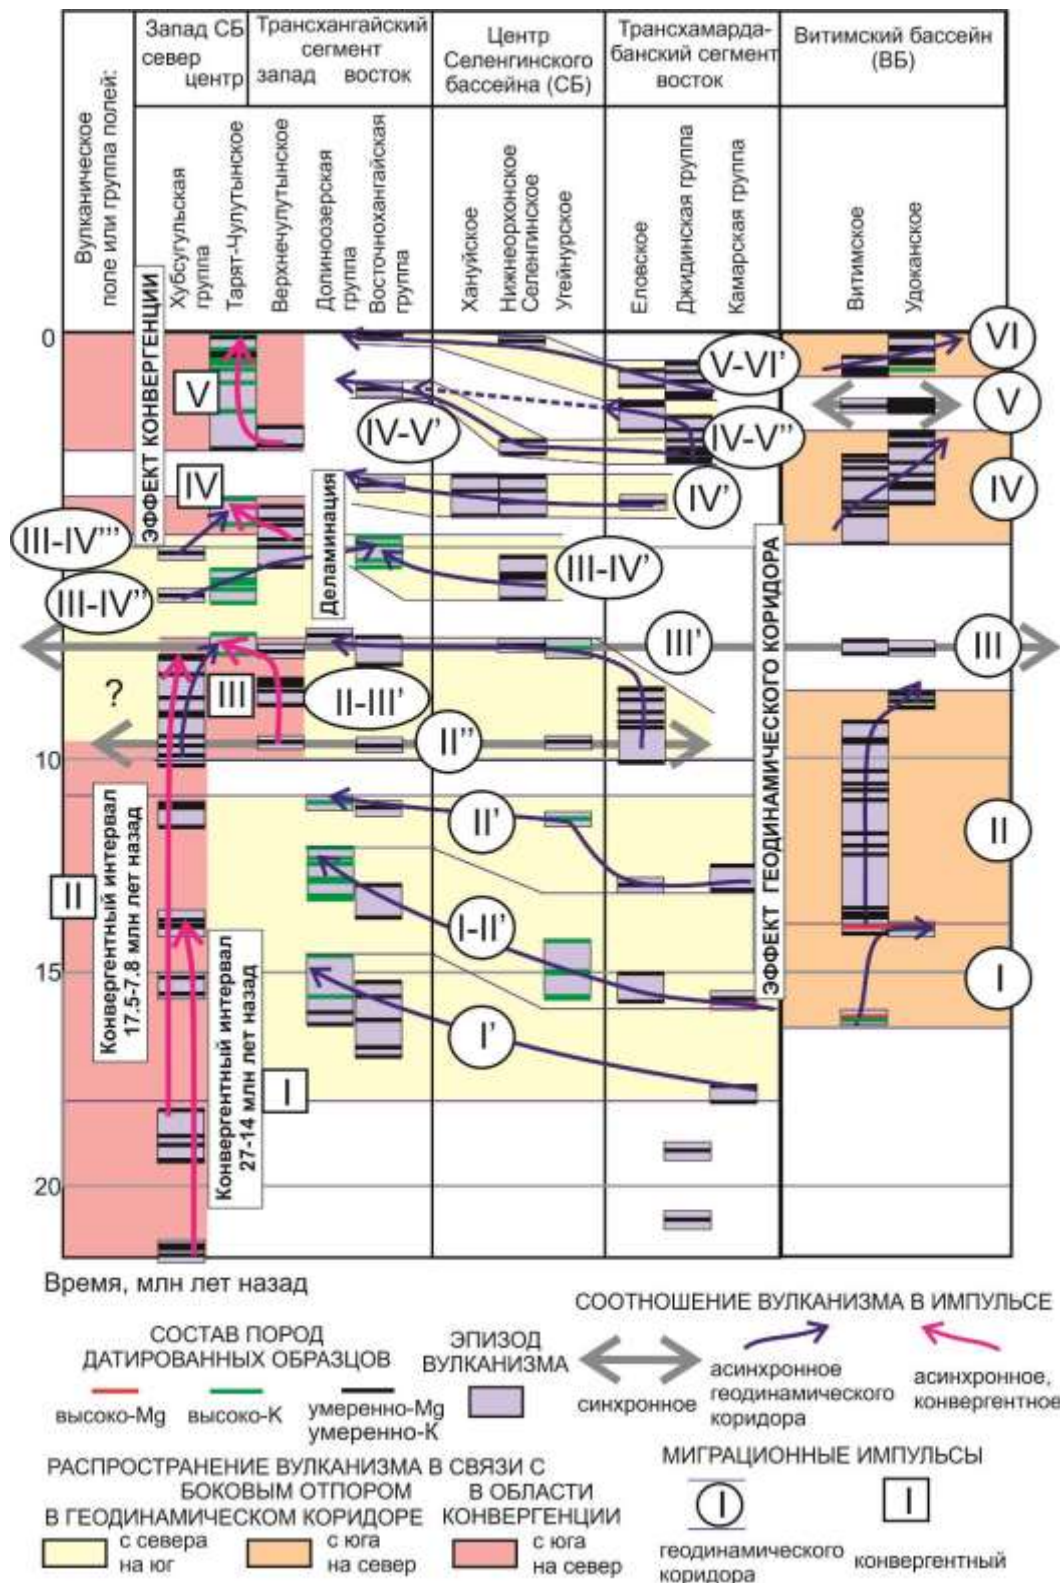 Запад СБ
север
центр
Трансхангайский
сегмент
запад восток
Центр
Селенгинского
бассейна (СБ)
Трансхамарда-
банский сегмент
восток
Витимский бассейн
(ВБ)
Вулканическое
поле или группа полей:
Хубсугульская
группа
Тарят-Чулутынское
Верхнечулутынское
Долиноозерская
группа
Восточнохангайская
группа
Хануйское
Нижнеорхонское
Селенгинское
Угейнурское
Еловское
Джидинская группа
Камарская группа
Витимское
Удоканское
ЭФФЕКТ КОНВЕРГЕНЦИИ
0
V
V-VI'
VI
V
IV-V'
IV-V''
IV
IV'
IV
III-IV'''
Деламинация
III-IV'
III-IV''
ЭФФЕКТ ГЕОДИНАМИЧЕСКОГО КОРИДОРА
III'
III
?
III
II-III'
II''
10
Конвергентный интервал
17.5-7.8 млн лет назад
II'
II
II
I-II'
Конвергентный интервал
27-14 млн лет назад
15
I
I'
I
20
Время, млн лет назад
СОСТАВ ПОРОД
ДАТИРОВАННЫХ ОБРАЗЦОВ
высоко-Mg высоко-K умеренно-Mg
умеренно-K
ЭПИЗОД
ВУЛКАНИЗМА
СООТНОШЕНИЕ ВУЛКАНИЗМА В ИМПУЛЬСЕ
синхронное
асинхронное
геодинамического
коридора
асинхронное,
конвергентное
РАСПРОСТРАНЕНИЕ ВУЛКАНИЗМА В СВЯЗИ С
БОКОВЫМ ОТПОРОМ
В ГЕОДИНАМИЧЕСКОМ КОРИДОРЕ
В ОБЛАСТИ
КОНВЕРГЕНЦИИ
с севера
на юг
с юга
на север
с юга
на север
МИГРАЦИОННЫЕ ИМПУЛЬСЫ
I
геодинамического
коридора
I
конвергентный